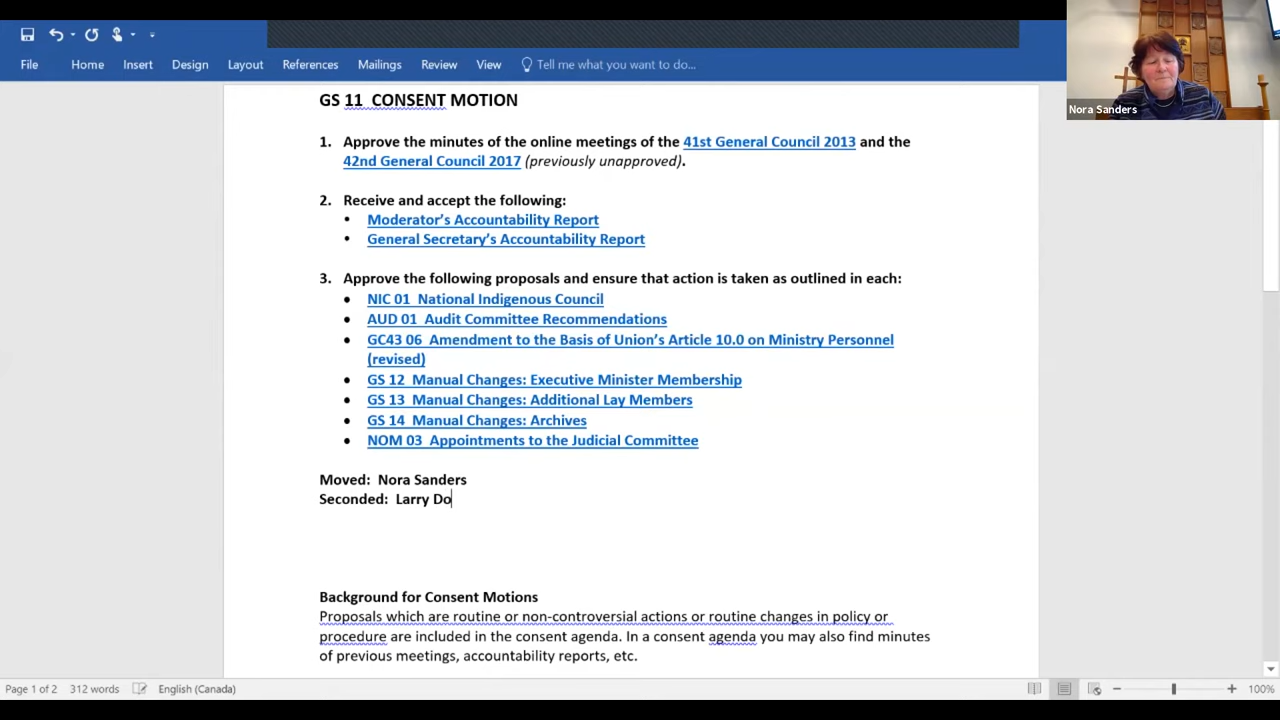 File Home Insert Design Layout References Mailings Review View Tell me what you want to do...
Nora Sanders
GS 11 CONSENT MOTION
1. Approve the minutes of the online meetings of the 41st General Council 2013 and the
42nd General Council 2017 (previously unapproved).
2. Receive and accept the following:
• Moderator’s Accountability Report
• General Secretary’s Accountability Report
3. Approve the following proposals and ensure that action is taken as outlined in each:
• NIC 01 National Indigenous Council
• AUD 01 Audit Committee Recommendations
• GC43 06 Amendment to the Basis of Union’s Article 10.0 on Ministry Personnel
(revised)
• GS 12 Manual Changes: Executive Minister Membership
• GS 13 Manual Changes: Additional Lay Members
• GS 14 Manual Changes: Archives
• NOM 03 Appointments to the Judicial Committee
Moved: Nora Sanders
Seconded: Larry Do
Background for Consent Motions
Proposals which are routine or non-controversial actions or routine changes in policy or
procedure are included in the consent agenda. In a consent agenda you may also find minutes
of previous meetings, accountability reports, etc.
Page 1 of 2 312 words English (Canada) 100%